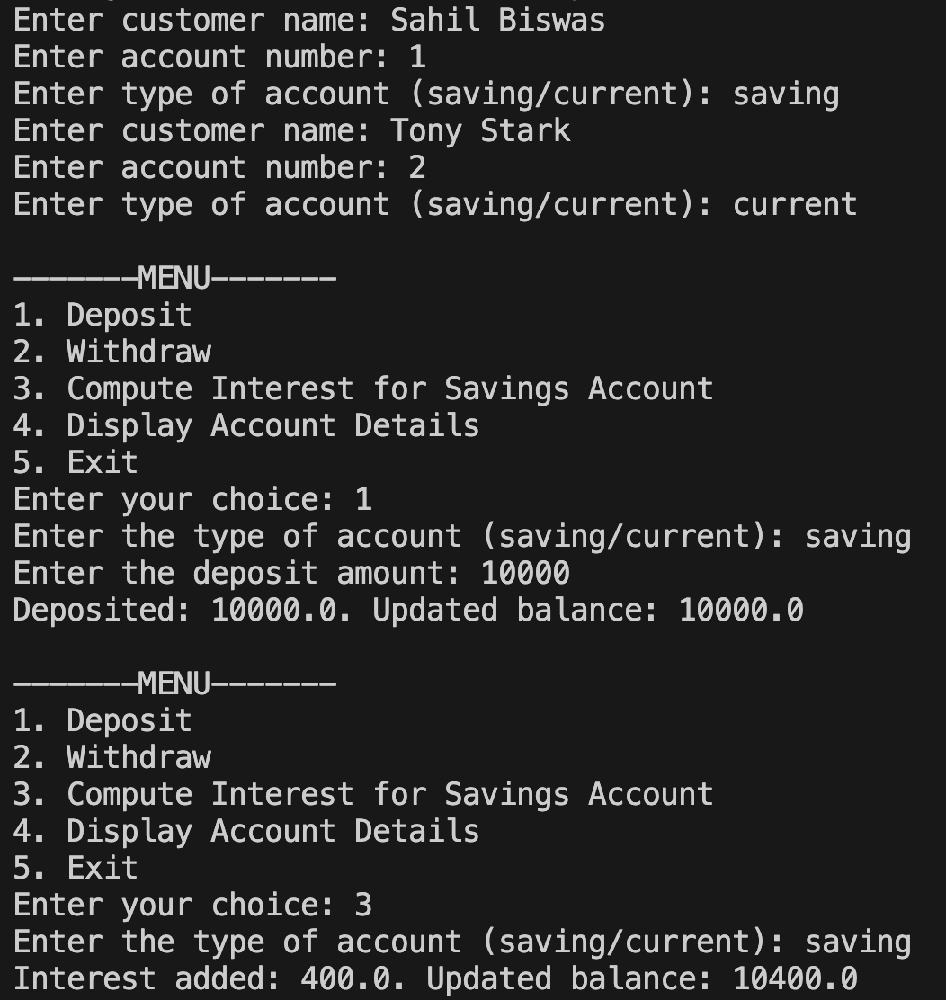 Enter customer name: Sahil Biswas
Enter account number: 1
Enter type of account (saving/current): saving
Enter customer name: Tony Stark
Enter account number: 2
Enter type of account (saving/current): current
-------MENU-------
1. Deposit
2. Withdraw
3. Compute Interest for Savings Account
4. Display Account Details
5. Exit
Enter your choice: 1
Enter the type of account (saving/current): saving
Enter the deposit amount: 10000
Deposited: 10000.0. Updated balance: 10000.0
-------MENU-------
1. Deposit
2. Withdraw
3. Compute Interest for Savings Account
4. Display Account Details
5. Exit
Enter your choice: 3
Enter the type of account (saving/current): saving
Interest added: 400.0. Updated balance: 10400.0